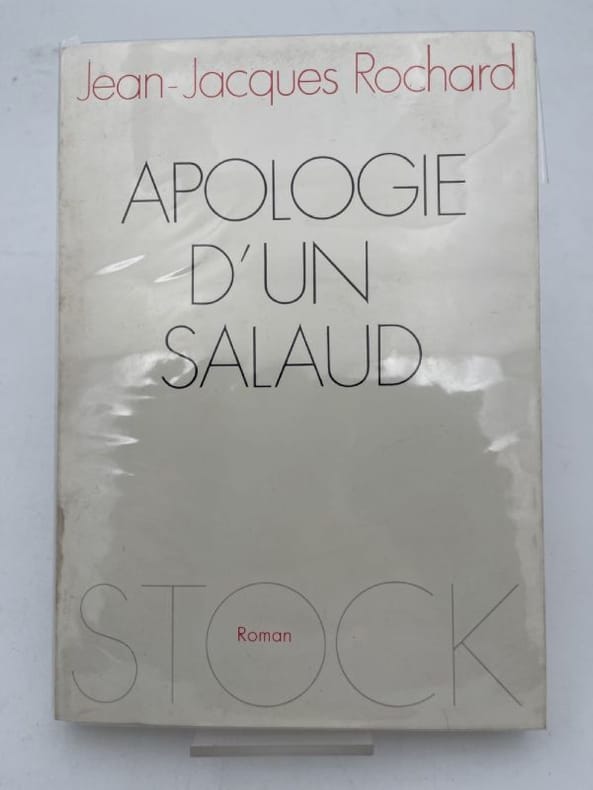 Jean-Jacques Rochard
APOLOGIE
D'UN
SALAUD
STOCK
Roman